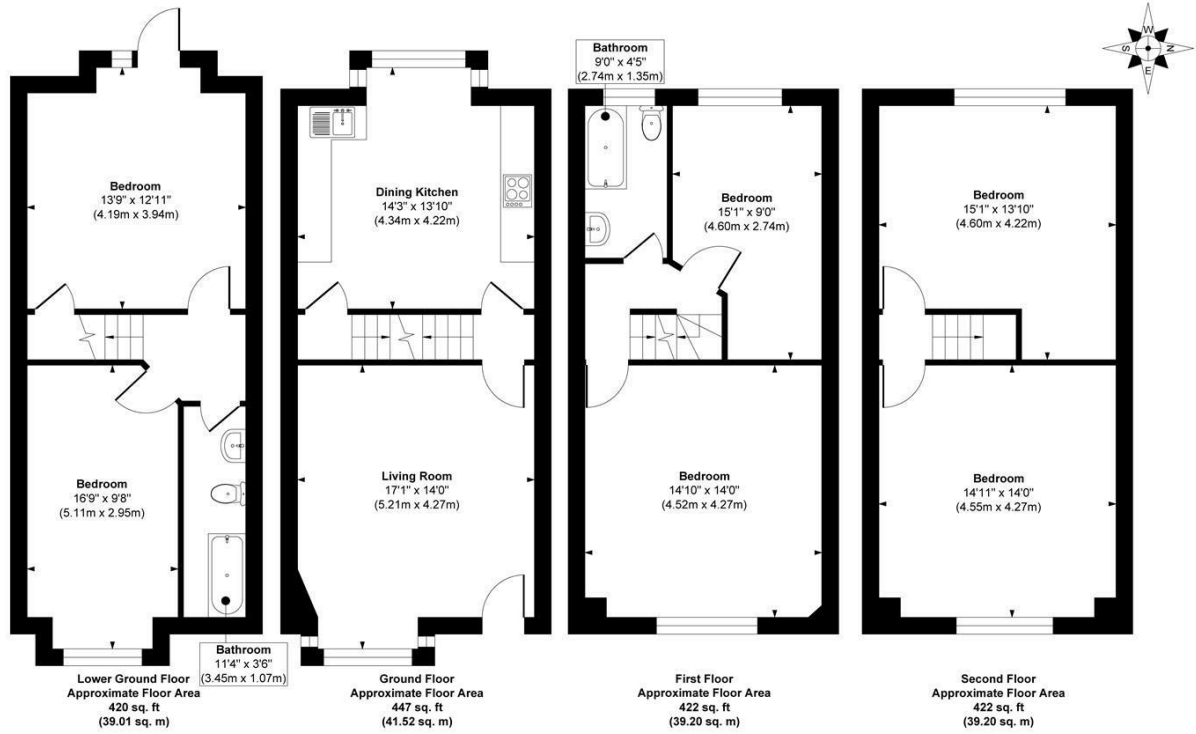 Bedroom
13'9" x 12'11"
(4.19m x 3.94m)
Bedroom
16'9" x 9'8"
(5.11m x 2.95m)
Bathroom
11'4" x 3'6"
(3.45m x 1.07m)
Lower Ground Floor
Approximate Floor Area
420 sq. ft
(39.01 sq. m)
Dining Kitchen
14'3" x 13'10"
(4.34m x 4.22m)
Living Room
17'1" x 14'0"
(5.21m x 4.27m)
Ground Floor
Approximate Floor Area
447 sq. ft
(41.52 sq. m)
Bathroom
9'0" x 4'5"
(2.74m x 1.35m)
Bedroom
15'1" x 9'0"
(4.60m x 2.74m)
Bedroom
14'10" x 14'0"
(4.52m x 4.27m)
First Floor
Approximate Floor Area
422 sq. ft
(39.20 sq. m)
Bedroom
15'1" x 13'10"
(4.60m x 4.22m)
Bedroom
14'11" x 14'0"
(4.55m x 4.27m)
Second Floor
Approximate Floor Area
422 sq. ft
(39.20 sq. m)
W
S
N
E